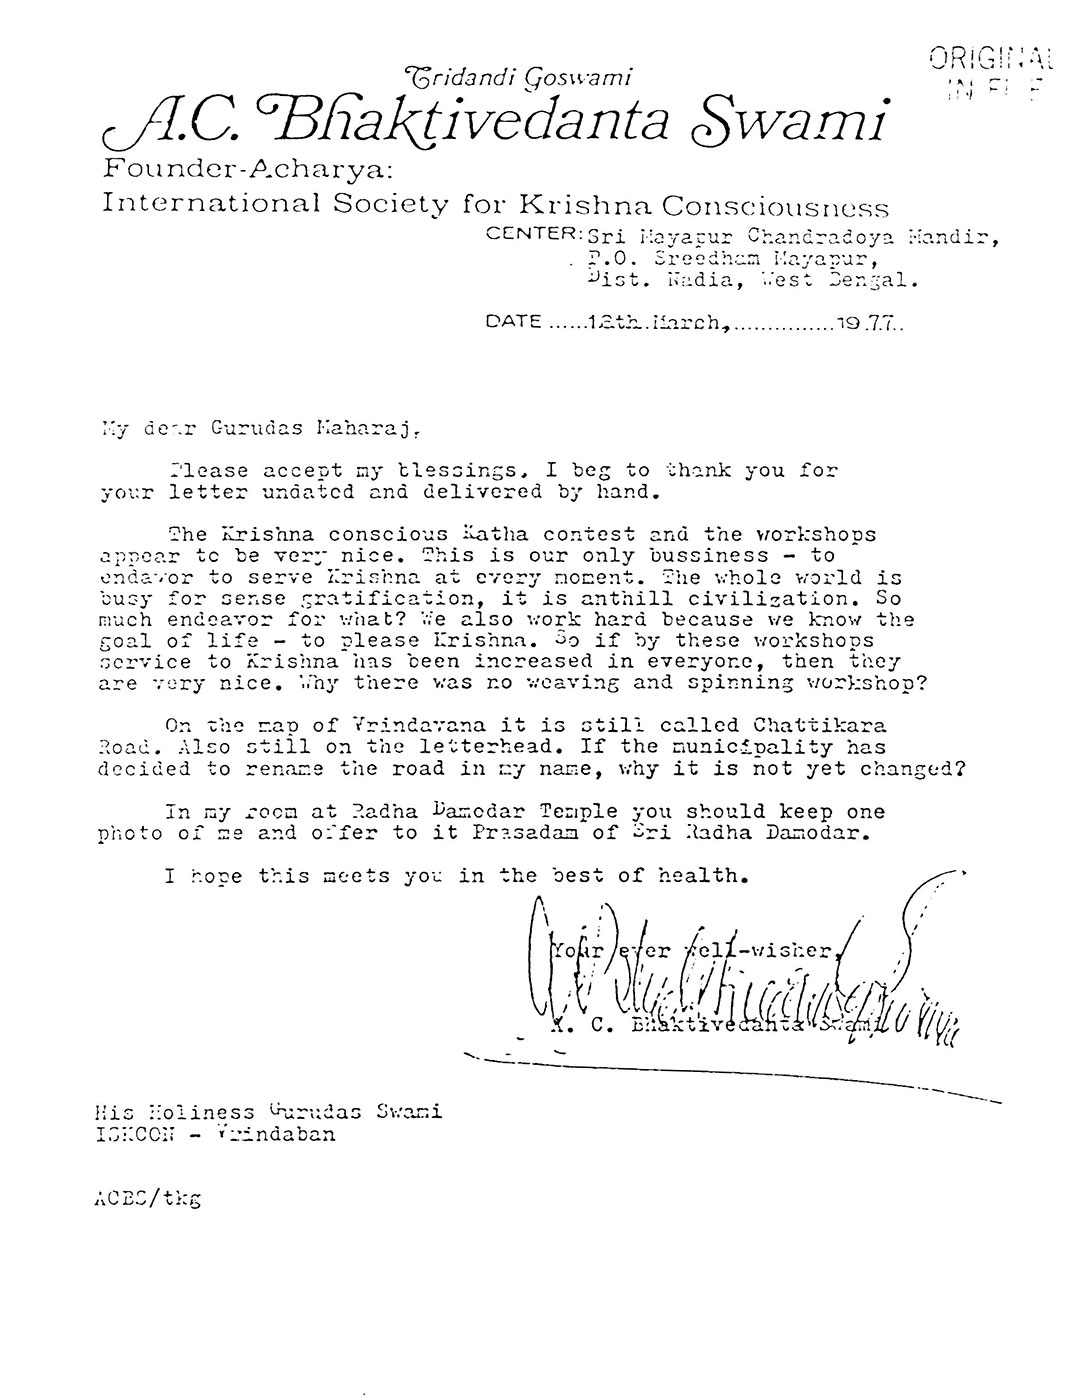 ORIGINAL
IN FILE
Tridandi Goswami
A.C. Bhaktivedanta Swami
Founder-Acharya:
International Society for Krishna Consciousness
CENTER: Sri Mayapur Chandradoya Mandir,
P.O. Sreedham Mayapur,
Dist. Nadia, West Bengal.
DATE ......18th.March,...............1977..
My dear Gurudas Maharaj,
Please accept my blessings. I beg to thank you for
your letter undated and delivered by hand.
The Krishna conscious Katha contest and the workshops
appear to be very nice. This is our only bussiness - to
endavor to serve Krishna at every moment. The whole world is
busy for sense gratification, it is anthill civilization. So
much endeavor for what? We also work hard because we know the
goal of life - to please Krishna. So if by these workshops
service to Krishna has been increased in everyone, then they
are very nice. Why there was no weaving and spinning workshop?
On the map of Vrindavana it is still called Chattikara
Road. Also still on the letterhead. If the municipality has
decided to rename the road in my name, why it is not yet changed?
In my room at Radha Damodar Temple you should keep one
photo of me and offer to it Prasadam of Sri Radha Damodar.
I hope this meets you in the best of health.
Your ever well-wisher,
A. C. Bhaktivedanta Swami
His Holiness Gurudas Swami
ISKCON - Vrindaban
ACBS/tkg